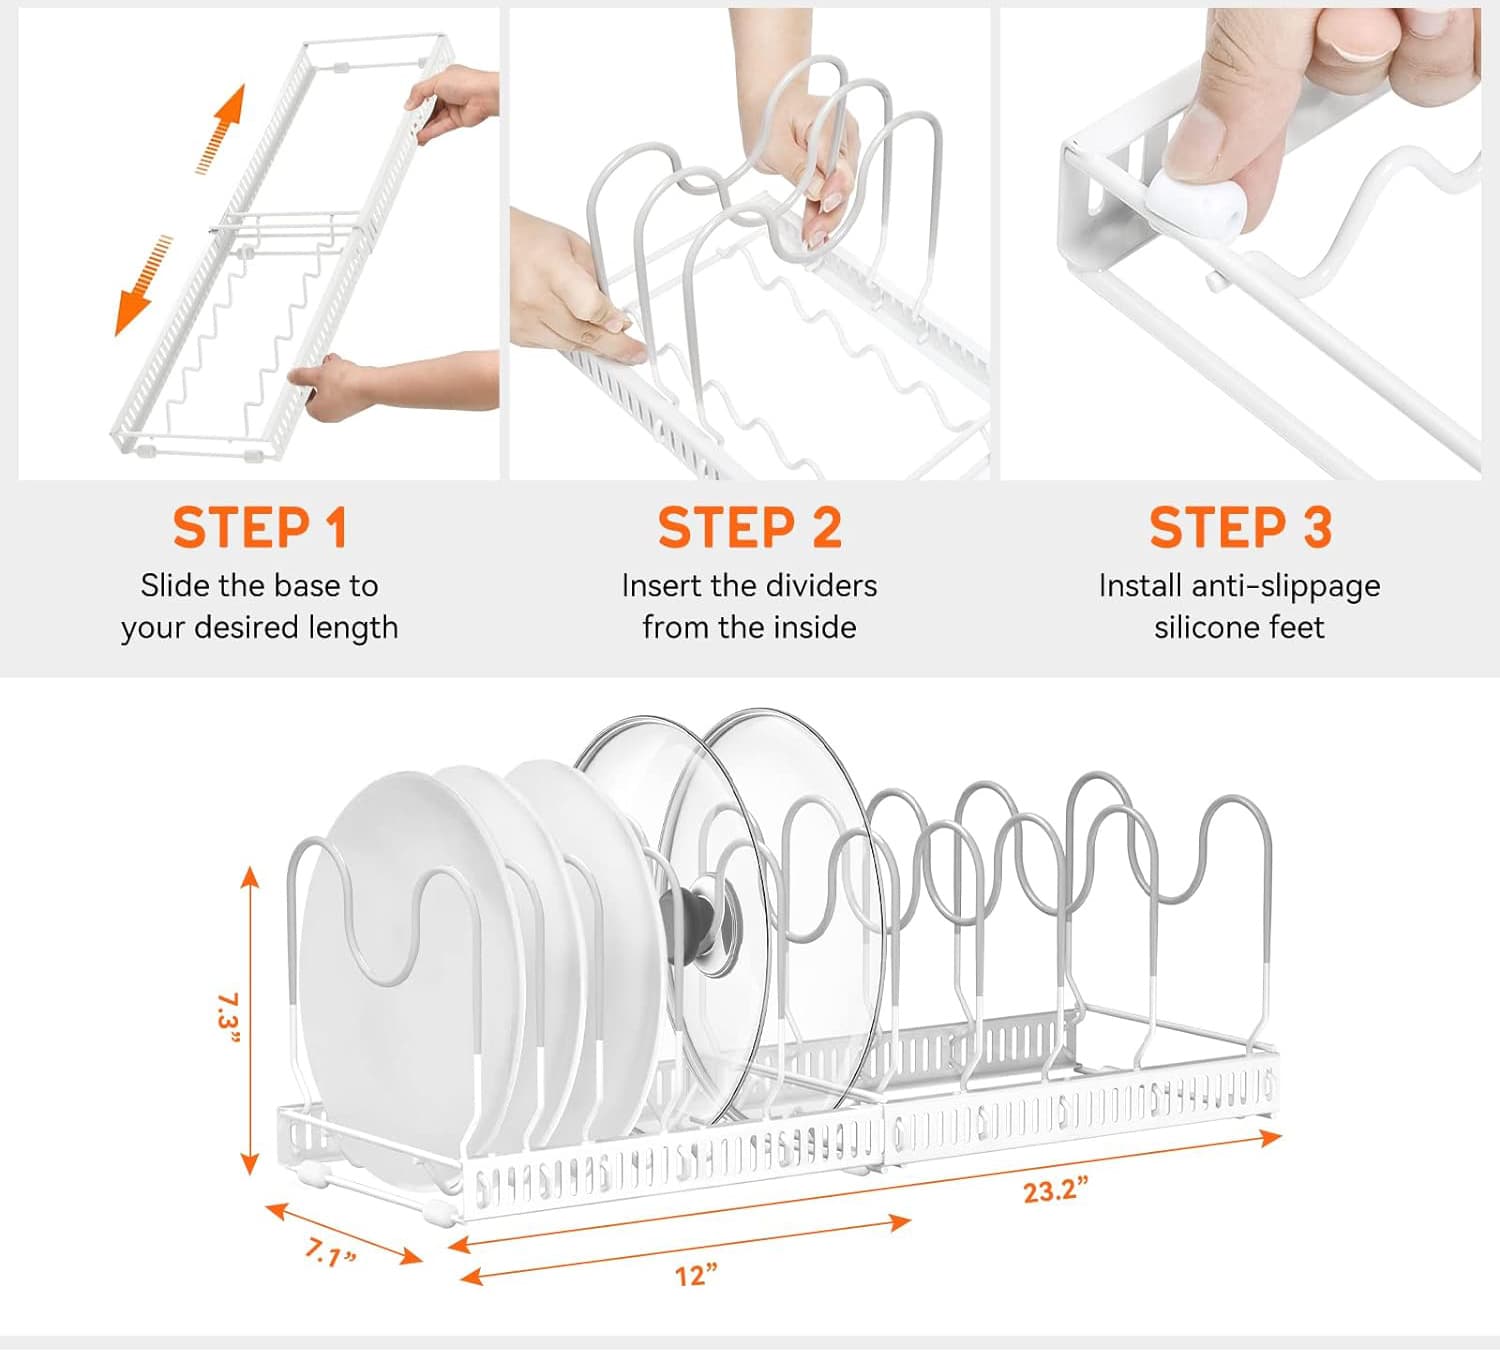 STEP 1
Slide the base to
your desired length
STEP 2
Insert the dividers
from the inside
STEP 3
Install anti-slippage
silicone feet
7.3”
7.1”
12”
23.2”